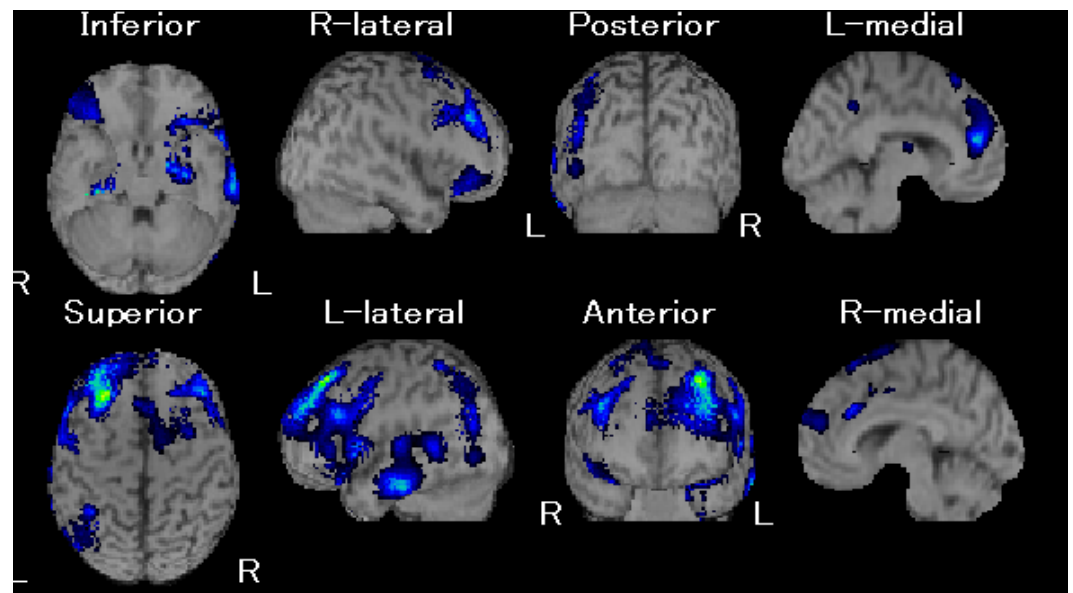 Inferior R-lateral Posterior L-medial
L R
R L
Superior L-lateral Anterior R-medial
R L
L R